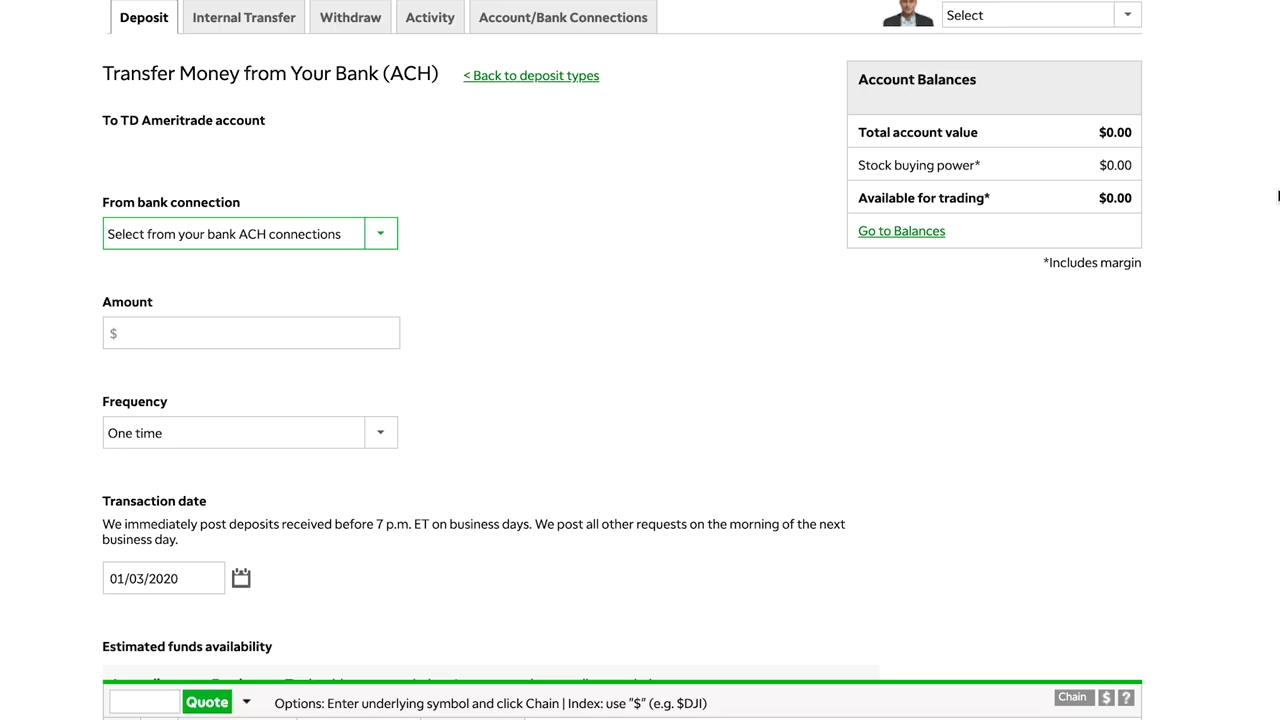 Deposit
Internal Transfer
Withdraw
Activity
Account/Bank Connections
Select
Transfer Money from Your Bank (ACH)
< Back to deposit types
Account Balances
To TD Ameritrade account
Total account value $0.00
Stock buying power* $0.00
Available for trading* $0.00
Go to Balances
*Includes margin
From bank connection
Select from your bank ACH connections
Amount
$
Frequency
One time
Transaction date
We immediately post deposits received before 7 p.m. ET on business days. We post all other requests on the morning of the next
business day.
01/03/2020
Estimated funds availability
Quote
Options: Enter underlying symbol and click Chain | Index: use "$" (e.g. $DJI)
Chain
$
?